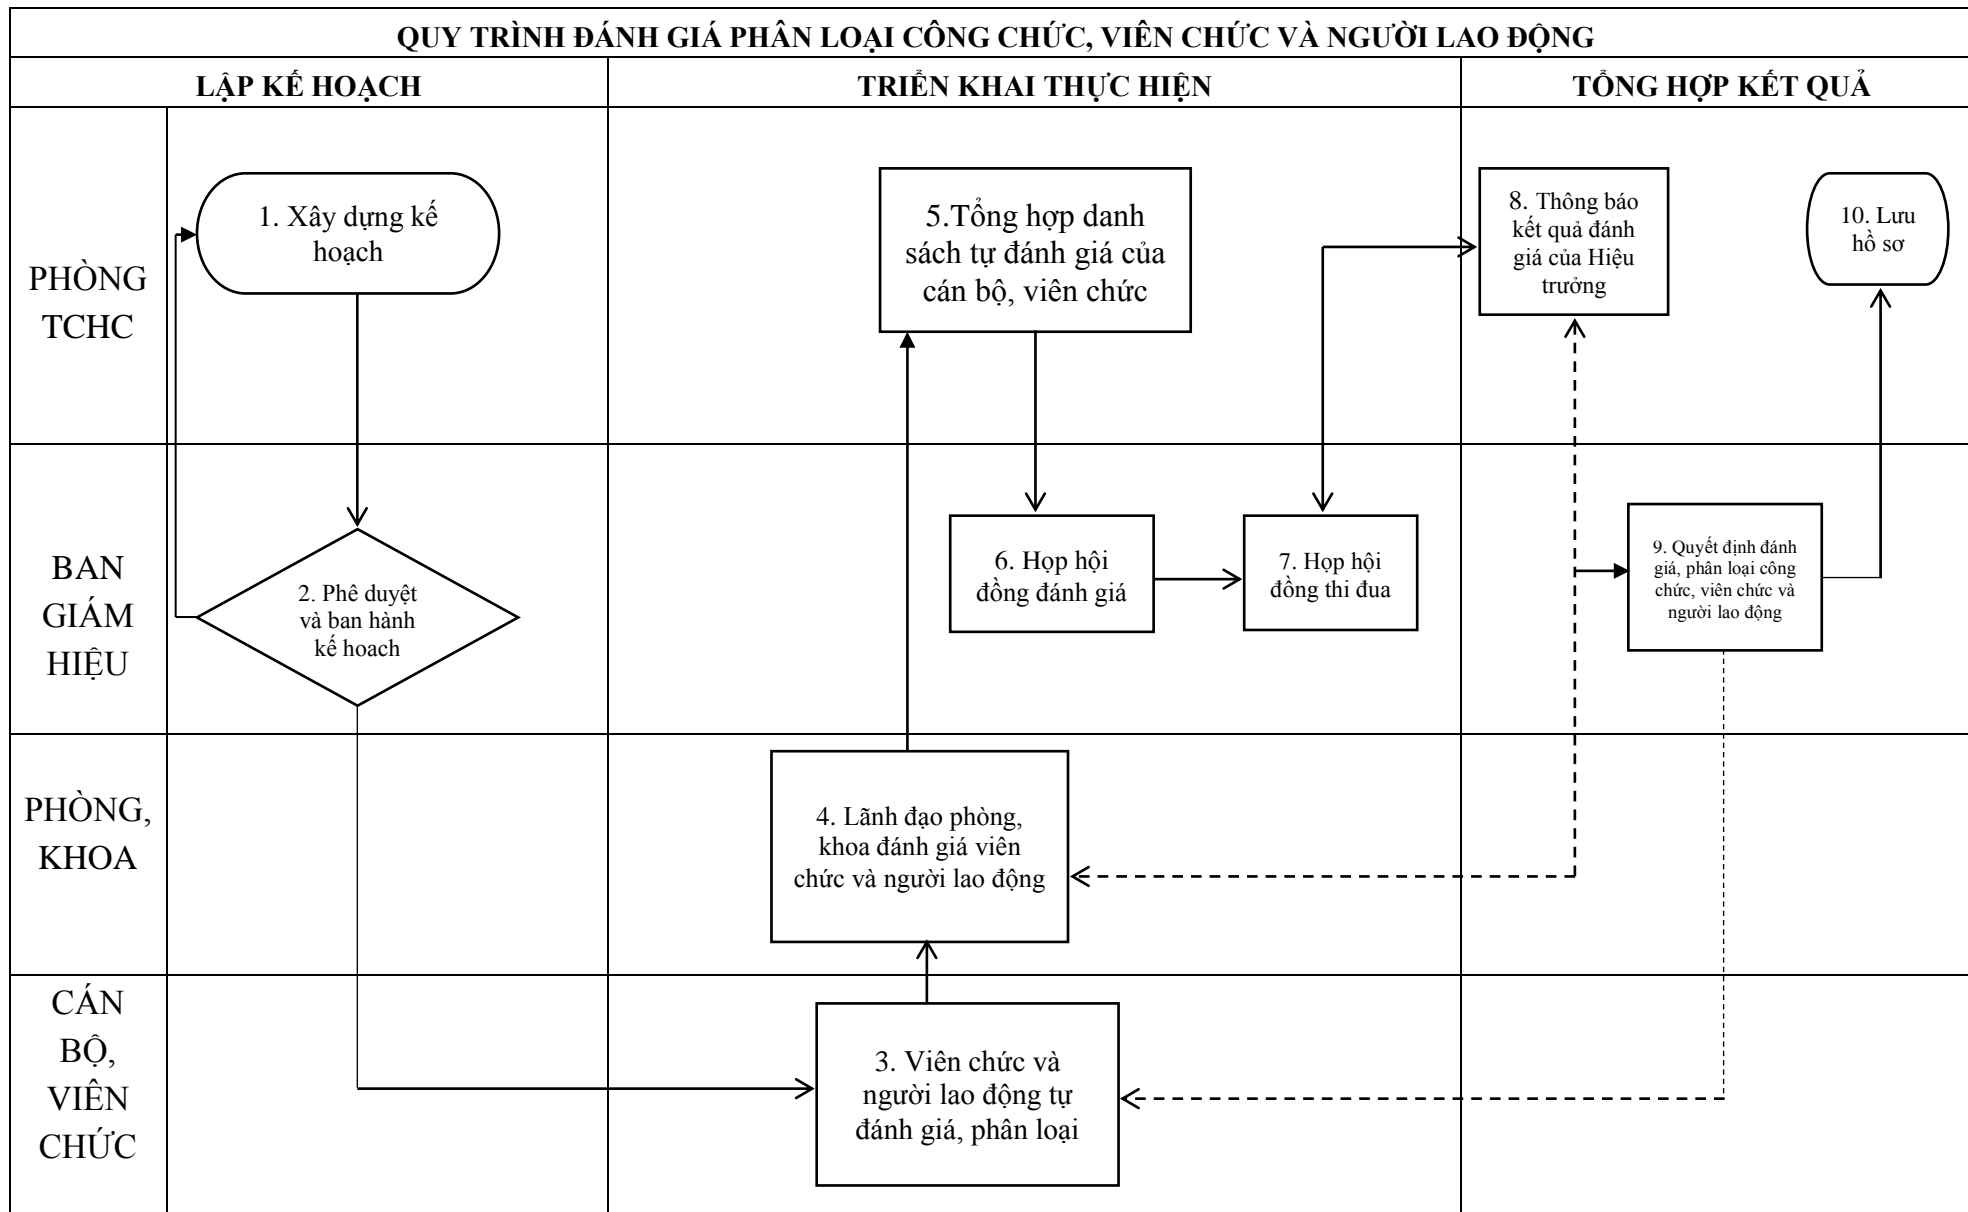 QUY TRÌNH ĐÁNH GIÁ PHÂN LOẠI CÔNG CHỨC, VIÊN CHỨC VÀ NGƯỜI LAO ĐỘNG
LẬP KẾ HOẠCH
TRIỂN KHAI THỰC HIỆN
TỔNG HỢP KẾT QUẢ
PHÒNG
TCHC
1. Xây dựng kế
hoạch
5.Tổng hợp danh
sách tự đánh giá của
cán bộ, viên chức
8. Thông báo
kết quả đánh
giá của Hiệu
trưởng
10. Lưu
hồ sơ
BAN
GIÁM
HIỆU
2. Phê duyệt
và ban hành
kế hoach
6. Họp hội
đồng đánh giá
7. Họp hội
đồng thi đua
9. Quyết định đánh
giá, phân loại công
chức, viên chức và
người lao động
PHÒNG,
KHOA
4. Lãnh đạo phòng,
khoa đánh giá viên
chức và người lao động
CÁN
BỘ,
VIÊN
CHỨC
3. Viên chức và
người lao động tự
đánh giá, phân loại